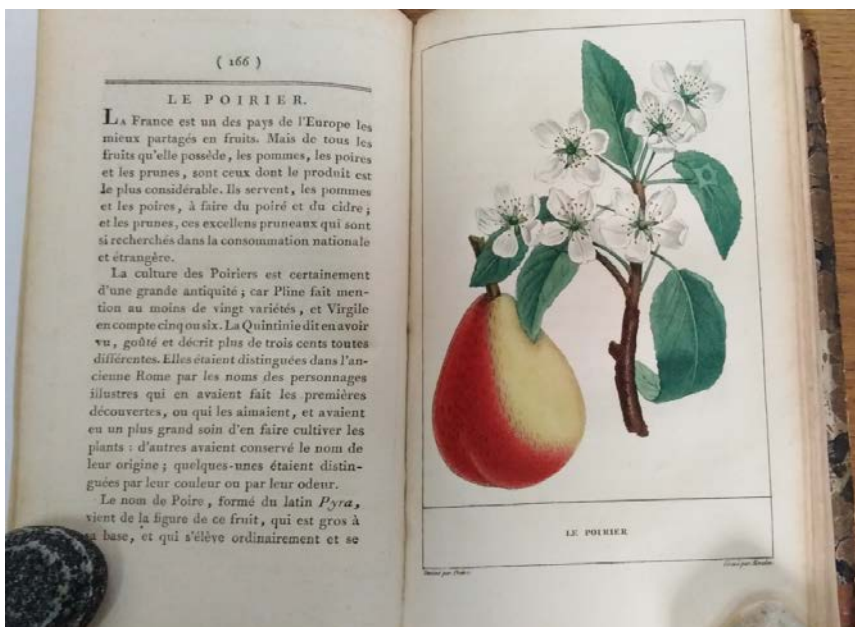 ( 166 )
LE POIRIER.
LA France est un des pays de l'Europe les
mieux partagés en fruits. Mais de tous les
fruits qu'elle possède, les pommes, les poires
et les prunes, sont ceux dont le produit est
le plus considérable. Ils servent, les pommes
et les poires, à faire du poiré et du cidre ;
et les prunes, ces excellens pruneaux qui sont
si recherchés dans la consommation nationale
et étrangère.
La culture des Poiriers est certainement
d'une grande antiquité ; car Pline fait men-
tion au moins de vingt variétés, et Virgile
en compte cinq ou six. La Quintinie dit en avoir
vu, goûté et décrit plus de trois cents toutes
différentes. Elles étaient distinguées dans l'an-
cienne Rome par les noms des personnages
illustres qui en avaient fait les premières
découvertes, ou qui les aimaient, et avaient
eu un plus grand soin d'en faire cultiver les
plants : d'autres avaient conservé le nom de
leur origine ; quelques-unes étaient distin-
guées par leur couleur ou par leur odeur.
Le nom de Poire, formé du latin Pyra,
vient de la figure de ce fruit, qui est gros à
sa base, et qui s'élève ordinairement et se
LE POIRIER
par
par